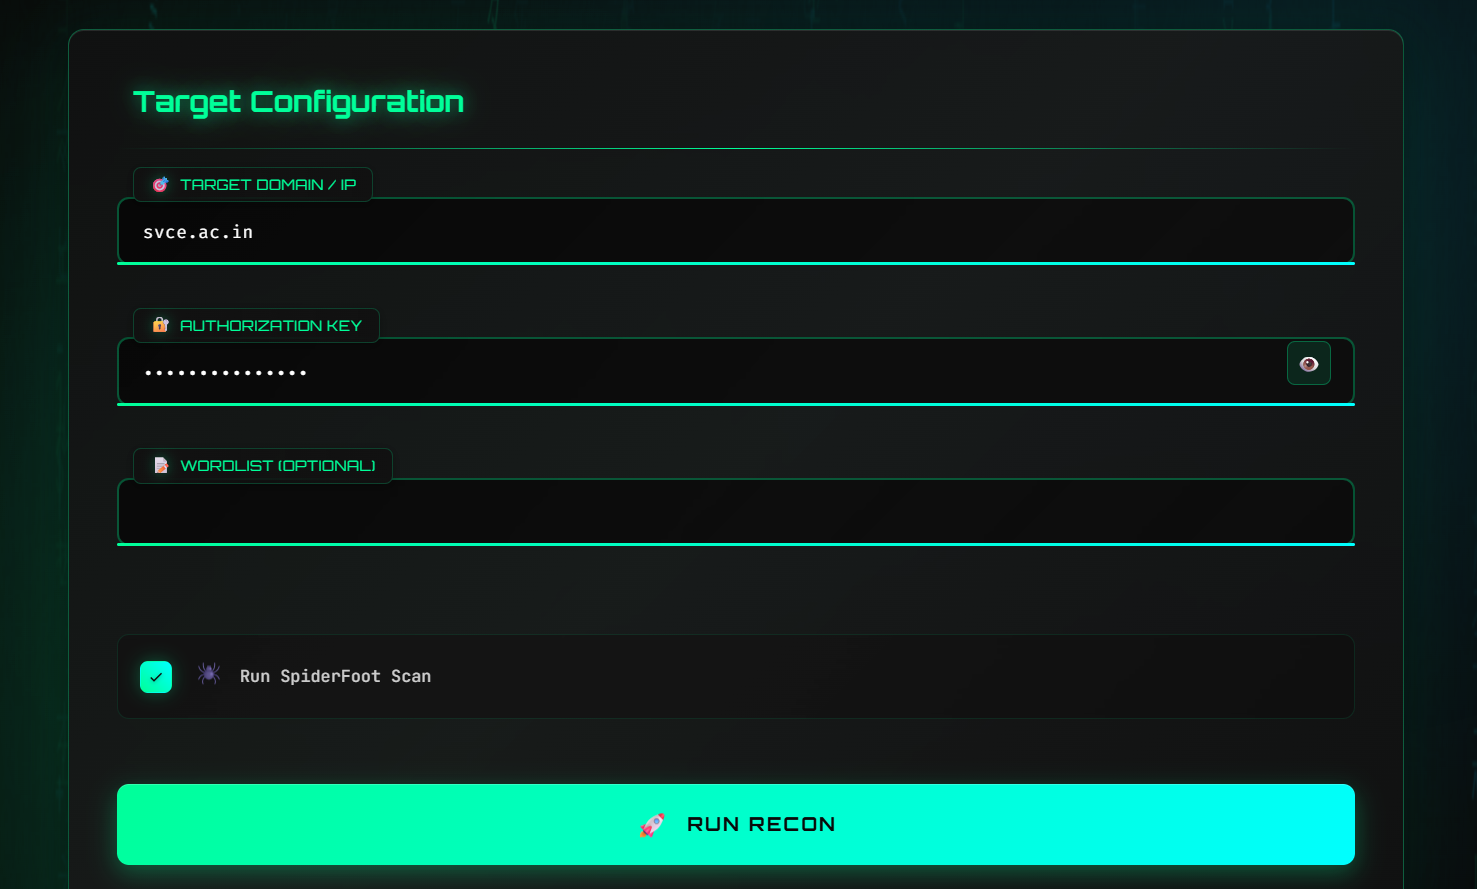 Target Configuration
TARGET DOMAIN / IP
svce.ac.in
AUTHORIZATION KEY
•••••••••••••••
WORDLIST (OPTIONAL)
Run SpiderFoot Scan
RUN RECON